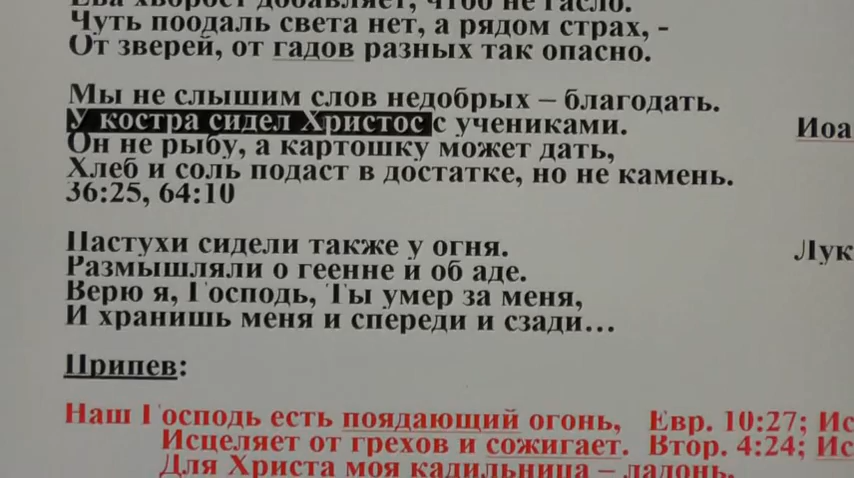 Ева хворост добавляет, чтоб не гасло.
Чуть поодаль света нет, а рядом страх, -
От зверей, от гадов разных так опасно.
Мы не слышим слов недобрых – благодать.
У костра сидел Христос с учениками. Иоа
Он не рыбу, а картошку может дать,
Хлеб и соль подаст в достатке, но не камень.
36:25, 64:10
Пастухи сидели также у огня. Лук
Размышляли о геенне и об аде.
Верю я, Господь, Ты умер за меня,
И хранишь меня и спереди и сзади…
Припев:
Наш Господь есть поядающий огонь, Евр. 10:27; Ис
Исцеляет от грехов и сожигает. Втор. 4:24; Ис
Для Христа моя кадильница – ладонь.